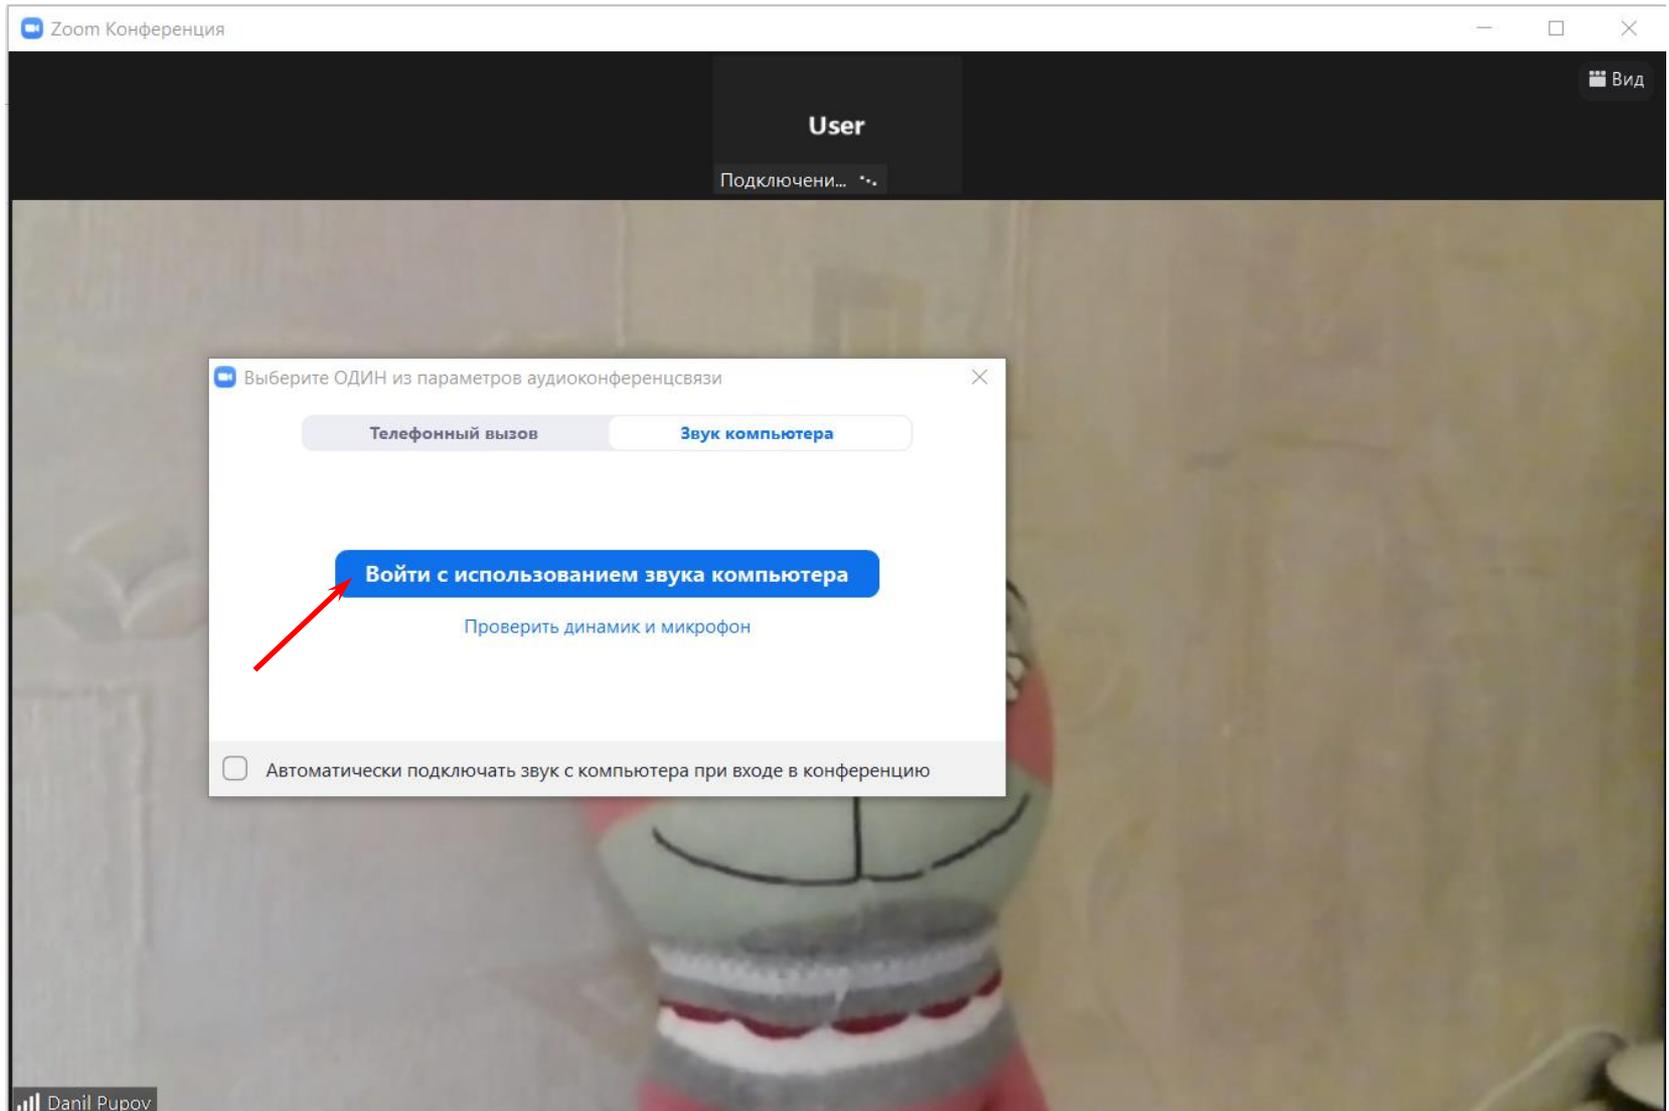 Zoom Конференция
Вид
User
Подключени...
Выберите ОДИН из параметров аудиоконференцсвязи
Телефонный вызов
Звук компьютера
Войти с использованием звука компьютера
Проверить динамик и микрофон
Автоматически подключать звук с компьютера при входе в конференцию
Danil Pupov